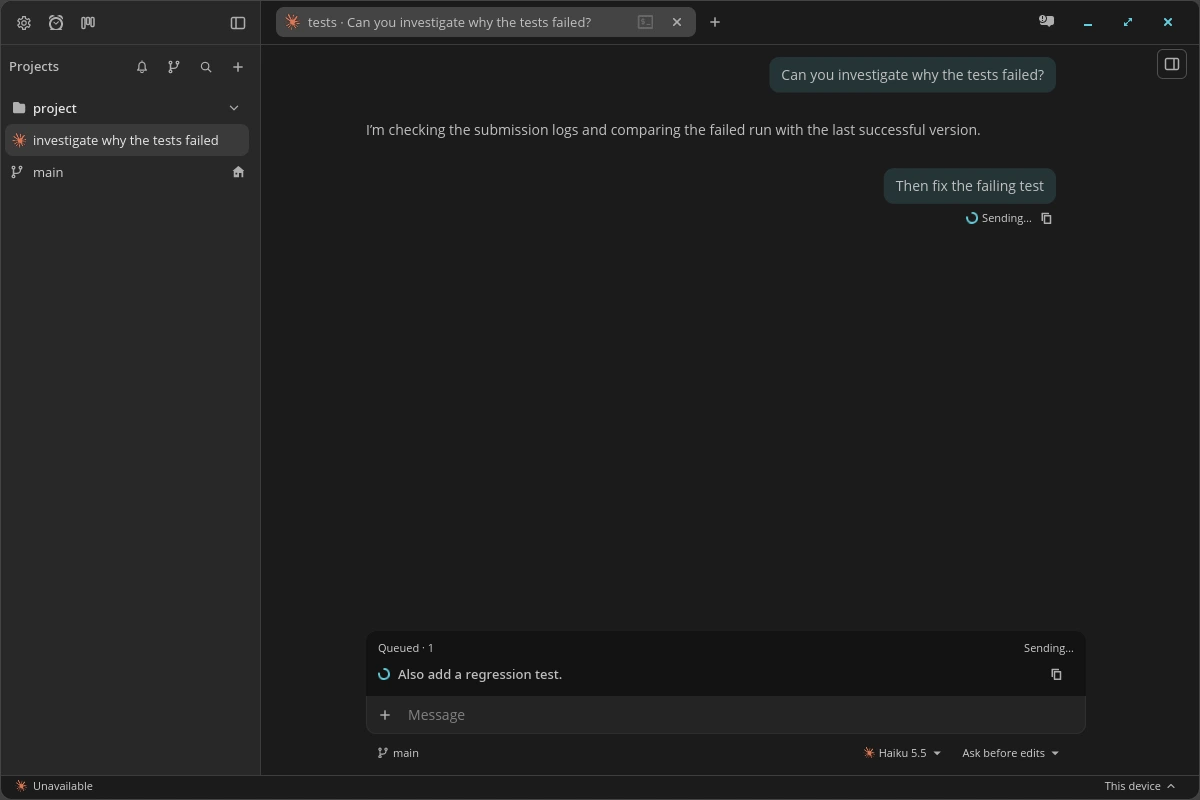 tests · Can you investigate why the tests failed?
Projects
project
investigate why the tests failed
main
Can you investigate why the tests failed?
I'm checking the submission logs and comparing the failed run with the last successful version.
Then fix the failing test
Sending...
Queued · 1
Sending...
Also add a regression test.
Message
main
Haiku 5.5
Ask before edits
Unavailable
This device